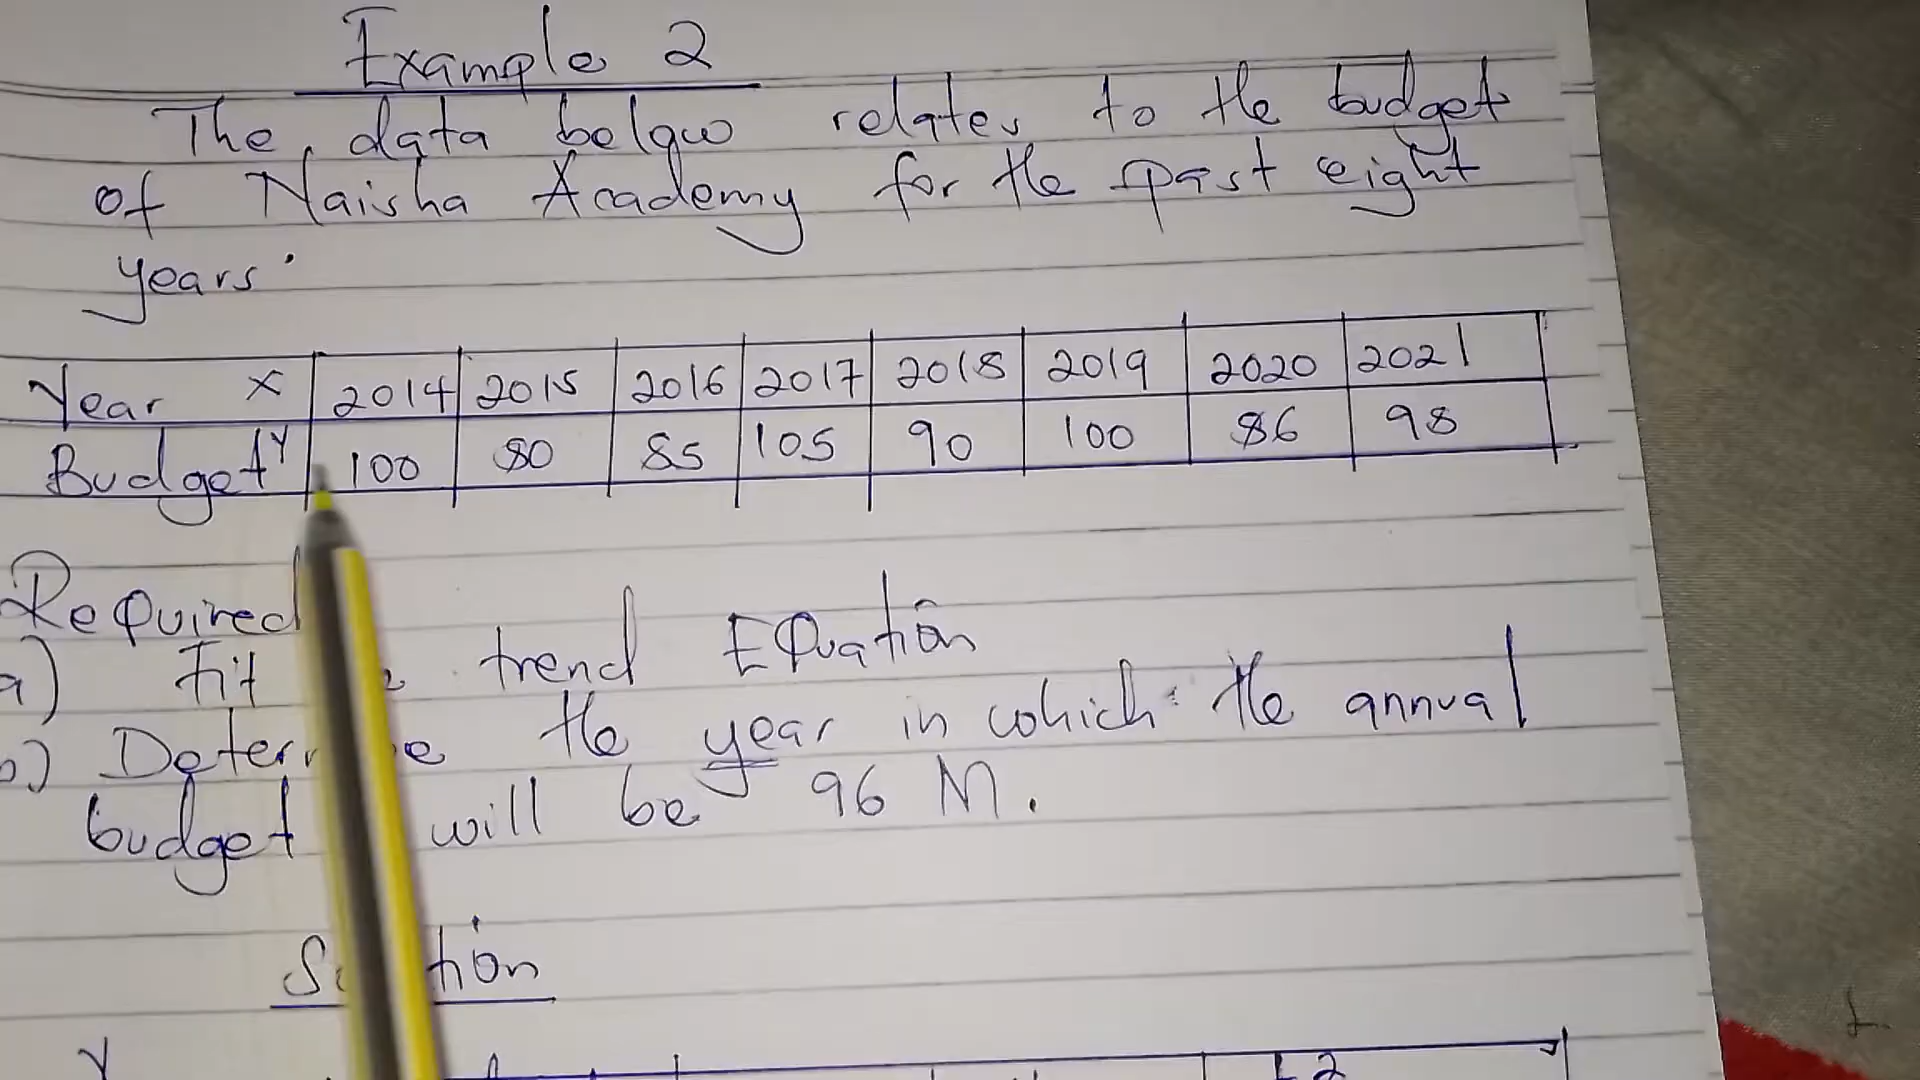 Example 2
The data below relates to the budget
of Naisha Academy for the past eight
years.
Year X 2014 2015 2016 2017 2018 2019 2020 2021
Budget Y 100 80 85 105 90 100 86 98
Required
a) Fit trend Equation
b) the year in which the annual
budget will be 96 M.
Y t2